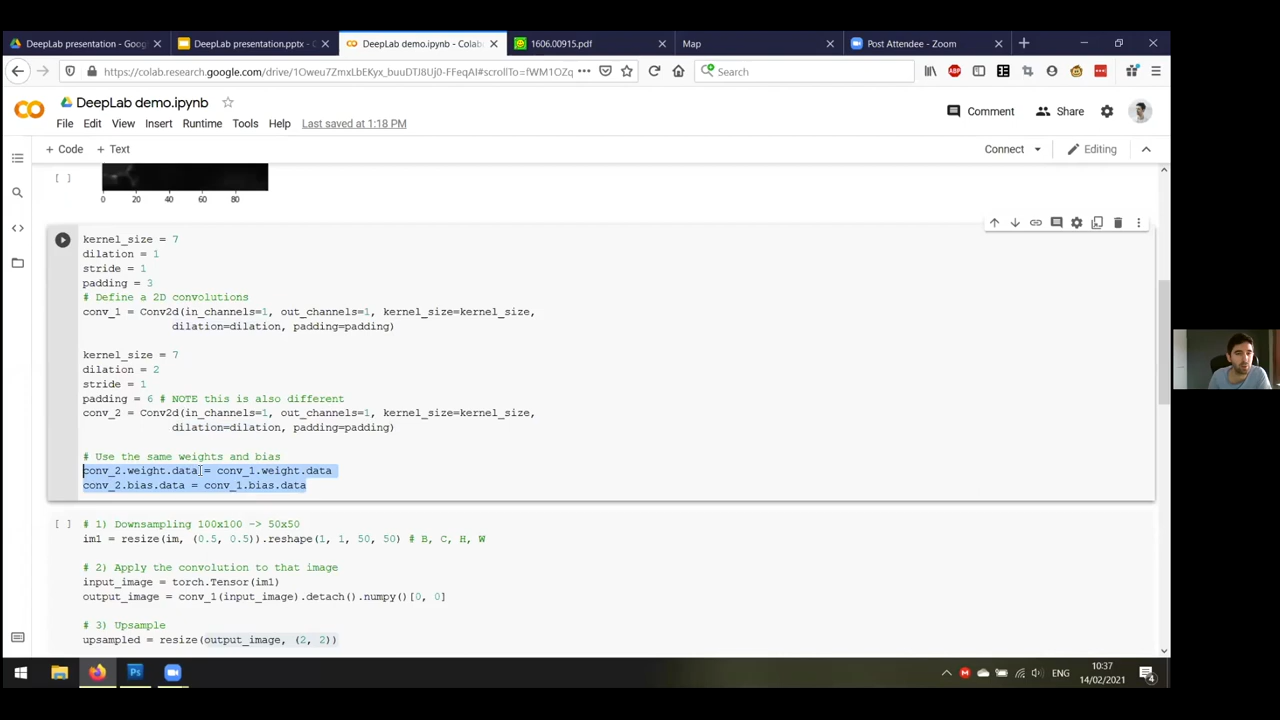 DeepLab presentation - Goog
DeepLab presentation.pptx -
DeepLab demo.ipynb - Colab
1606.00915.pdf
Map
Post Attendee - Zoom
https://colab.research.google.com/drive/1Oweu7ZmxLbEKyx_buuDTJ8Uj0-FFeqAI#scrollTo=fWM1OZq
Search
DeepLab demo.ipynb
Comment
Share
File Edit View Insert Runtime Tools Help Last saved at 1:18 PM
+ Code + Text
Connect
Editing
[ ]
0 20 40 60 80
kernel_size = 7
dilation = 1
stride = 1
padding = 3
# Define a 2D convolutions
conv_1 = Conv2d(in_channels=1, out_channels=1, kernel_size=kernel_size,
dilation=dilation, padding=padding)
kernel_size = 7
dilation = 2
stride = 1
padding = 6 # NOTE this is also different
conv_2 = Conv2d(in_channels=1, out_channels=1, kernel_size=kernel_size,
dilation=dilation, padding=padding)
# Use the same weights and bias
conv_2.weight.data = conv_1.weight.data
conv_2.bias.data = conv_1.bias.data
[ ]
# 1) Downsampling 100x100 -> 50x50
im1 = resize(im, (0.5, 0.5)).reshape(1, 1, 50, 50) # B, C, H, W
# 2) Apply the convolution to that image
input_image = torch.Tensor(im1)
output_image = conv_1(input_image).detach().numpy()[0, 0]
# 3) Upsample
upsampled = resize(output_image, (2, 2))
Ps
ENG
10:37
14/02/2021
4